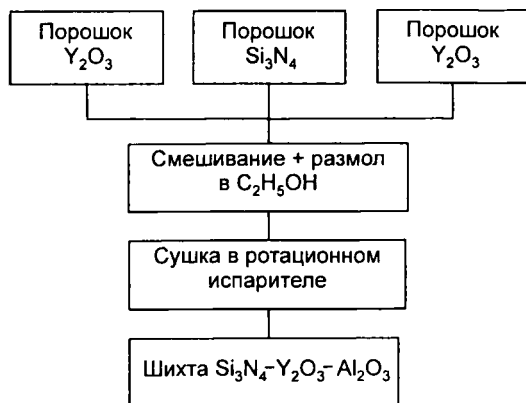 Порошок
Y₂O₃
Порошок
Si₃N₄
Порошок
Y₂O₃
Смешивание + размол
в C₂H₅OH
Сушка в ротационном
испарителе
Шихта Si₃N₄-Y₂O₃-Al₂O₃